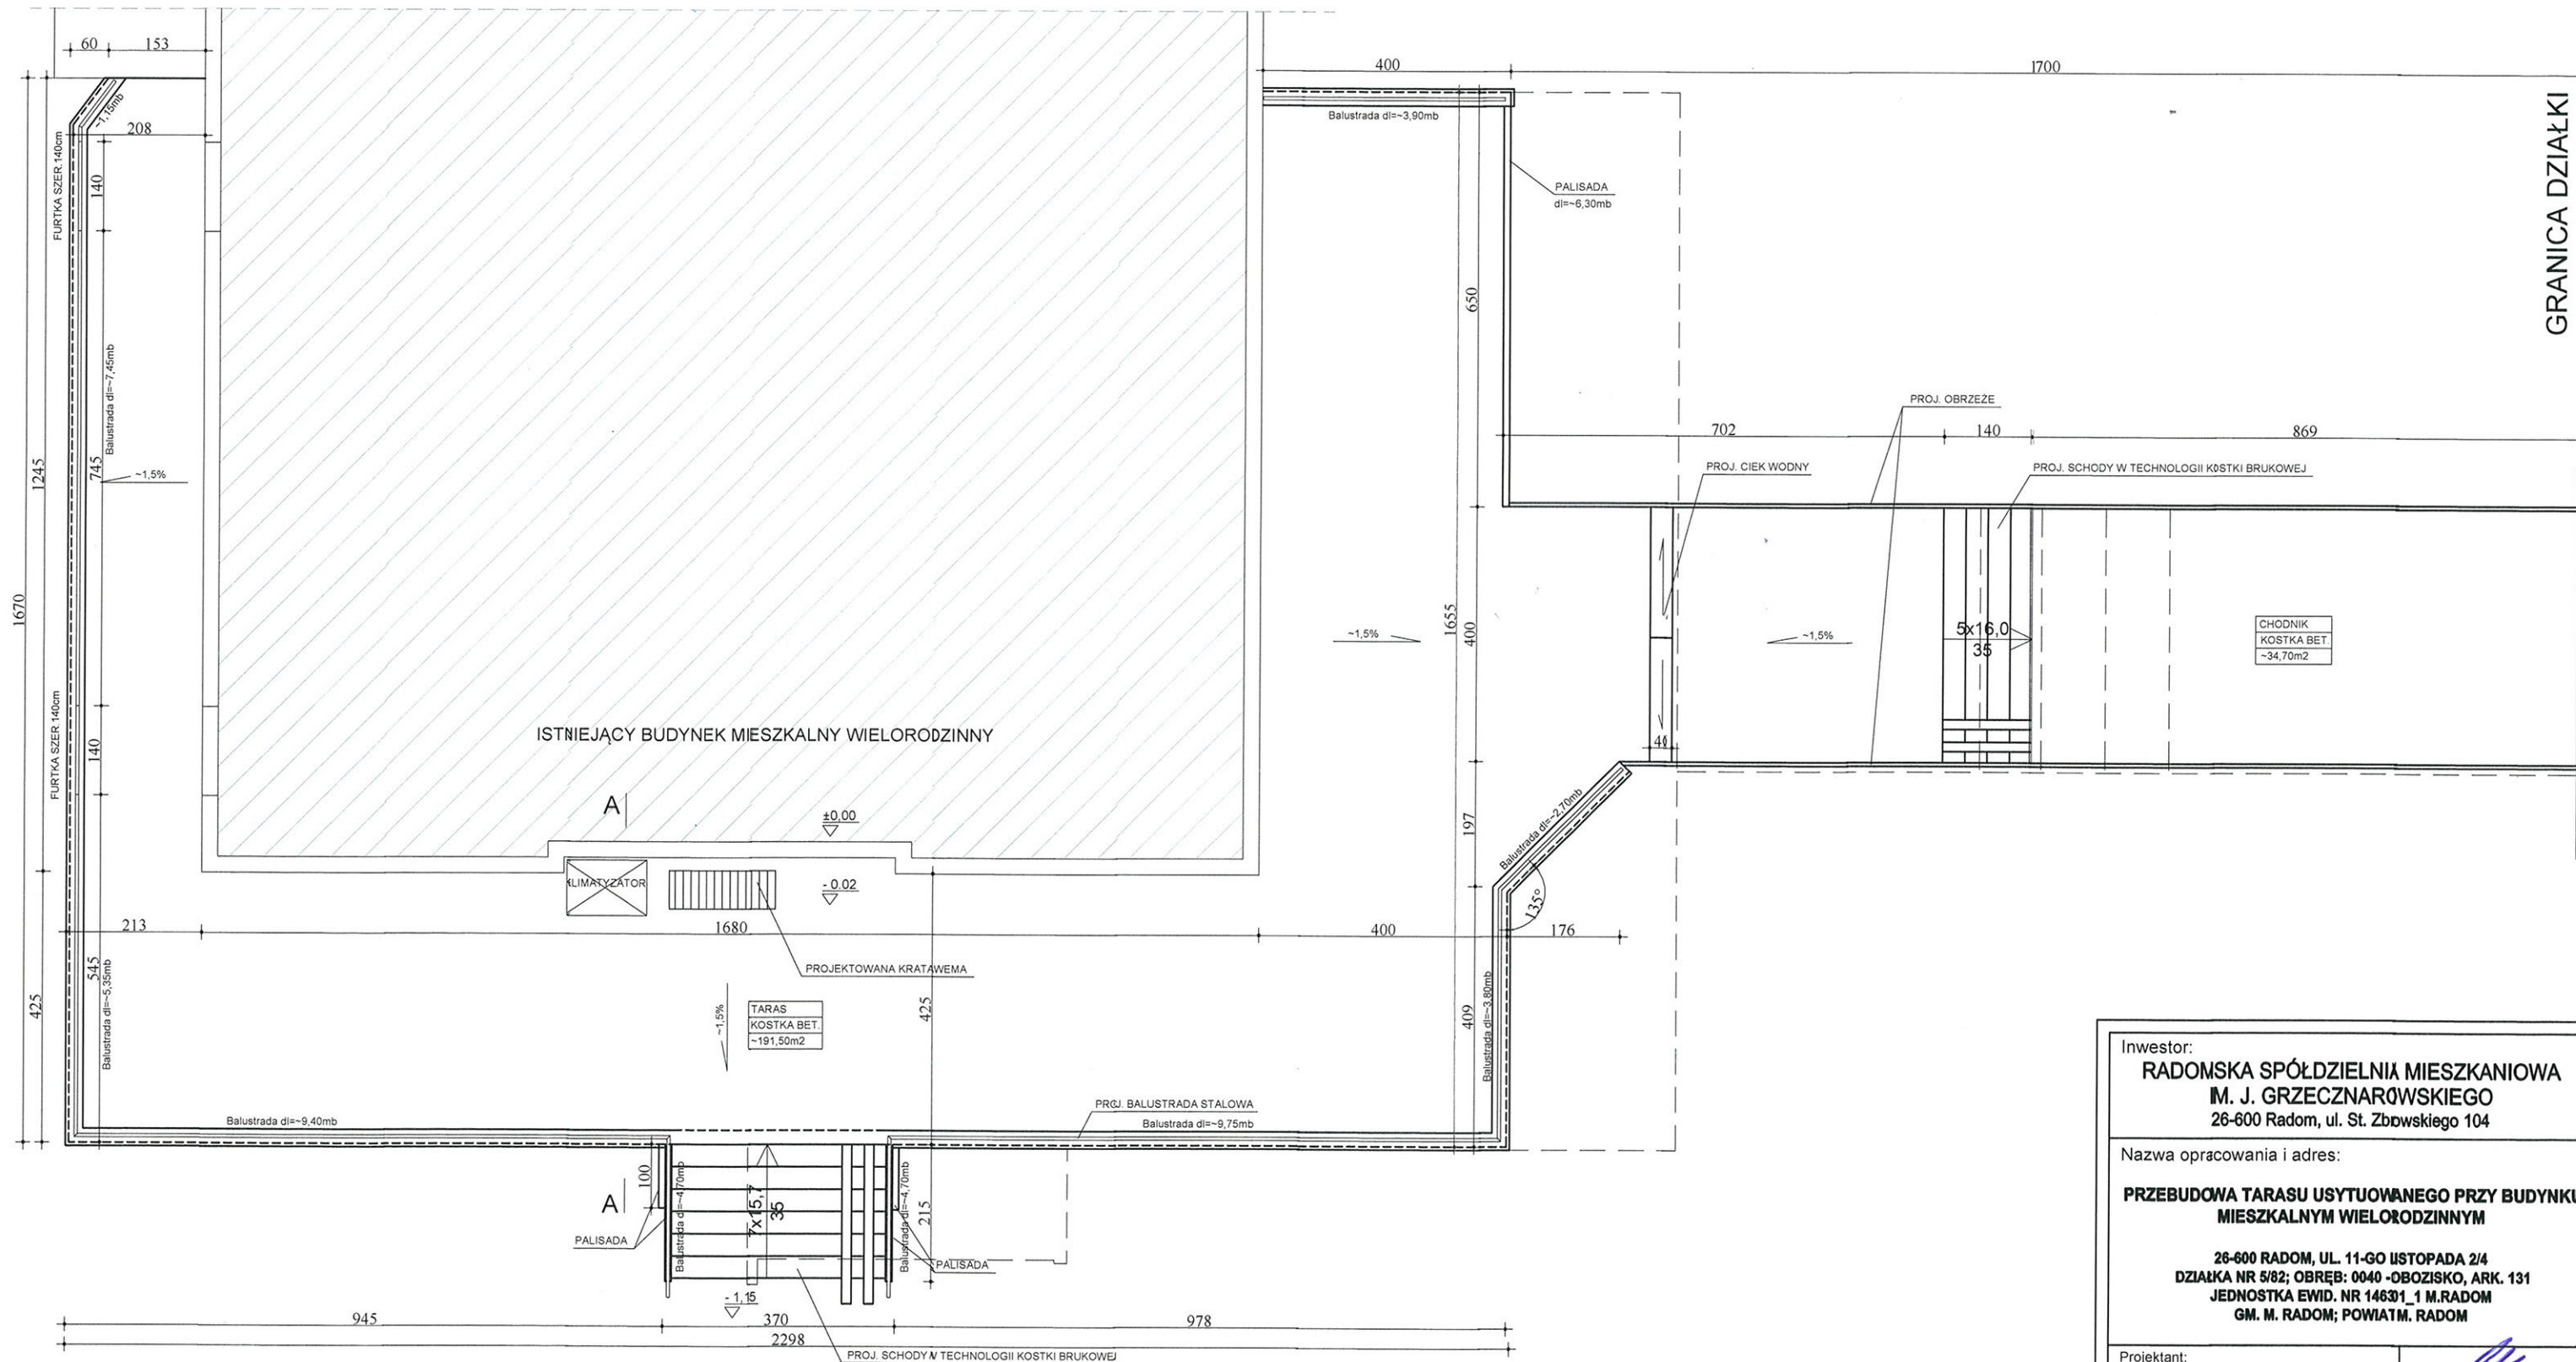 60
153
400
1700
~1,15mb
208
Balustrada dl=~3,90mb
GRANICA DZIAŁKI
FURTKA SZER.140cm
140
PALISADA
dl=~6,30mb
650
Balustrada dl=~7,45mb
745
1245
~1,5%
PROJ. OBRZEŻE
702
140
869
PROJ. CIEK WODNY
PROJ. SCHODY W TECHNOLOGII KOSTKI BRUKOWEJ
1670
1655
400
~1,5%
~1,5%
5x16,0
35
CHODNIK
KOSTKA BET.
~34,70m2
FURTKA SZER.140cm
140
ISTNIEJĄCY BUDYNEK MIESZKALNY WIELORODZINNY
40
A
±0,00
197
Balustrada dl=~2,70mb
135°
KLIMATYZATOR
- 0.02
213
1680
400
176
PROJEKTOWANA KRATA WEMA
545
Balustrada dl=~5,35mb
425
~1,5%
TARAS
KOSTKA BET.
~191,50m2
425
409
Balustrada dl=~3.80mb
Balustrada dl=~9,40mb
PROJ. BALUSTRADA STALOWA
Balustrada dl=~9,75mb
100
A
PALISADA
Balustrada dl=~4,70mb
7x15,7
35
Balustrada dl=~4,70mb
215
PALISADA
- 1,15
945
370
978
2298
PROJ. SCHODY W TECHNOLOGII KOSTKI BRUKOWEJ
Inwestor:
RADOMSKA SPÓŁDZIELNIA MIESZKANIOWA
IM. J. GRZECZNAROWSKIEGO
26-600 Radom, ul. St. Zbrowskiego 104
Nazwa opracowania i adres:
PRZEBUDOWA TARASU USYTUOWANEGO PRZY BUDYNKU
MIESZKALNYM WIELORODZINNYM
26-600 RADOM, UL. 11-GO LISTOPADA 2/4
DZIAŁKA NR 5/82; OBRĘB: 0040 -OBOZISKO, ARK. 131
JEDNOSTKA EWID. NR 146301_1 M.RADOM
GM. M. RADOM; POWIAT M. RADOM
Projektant: